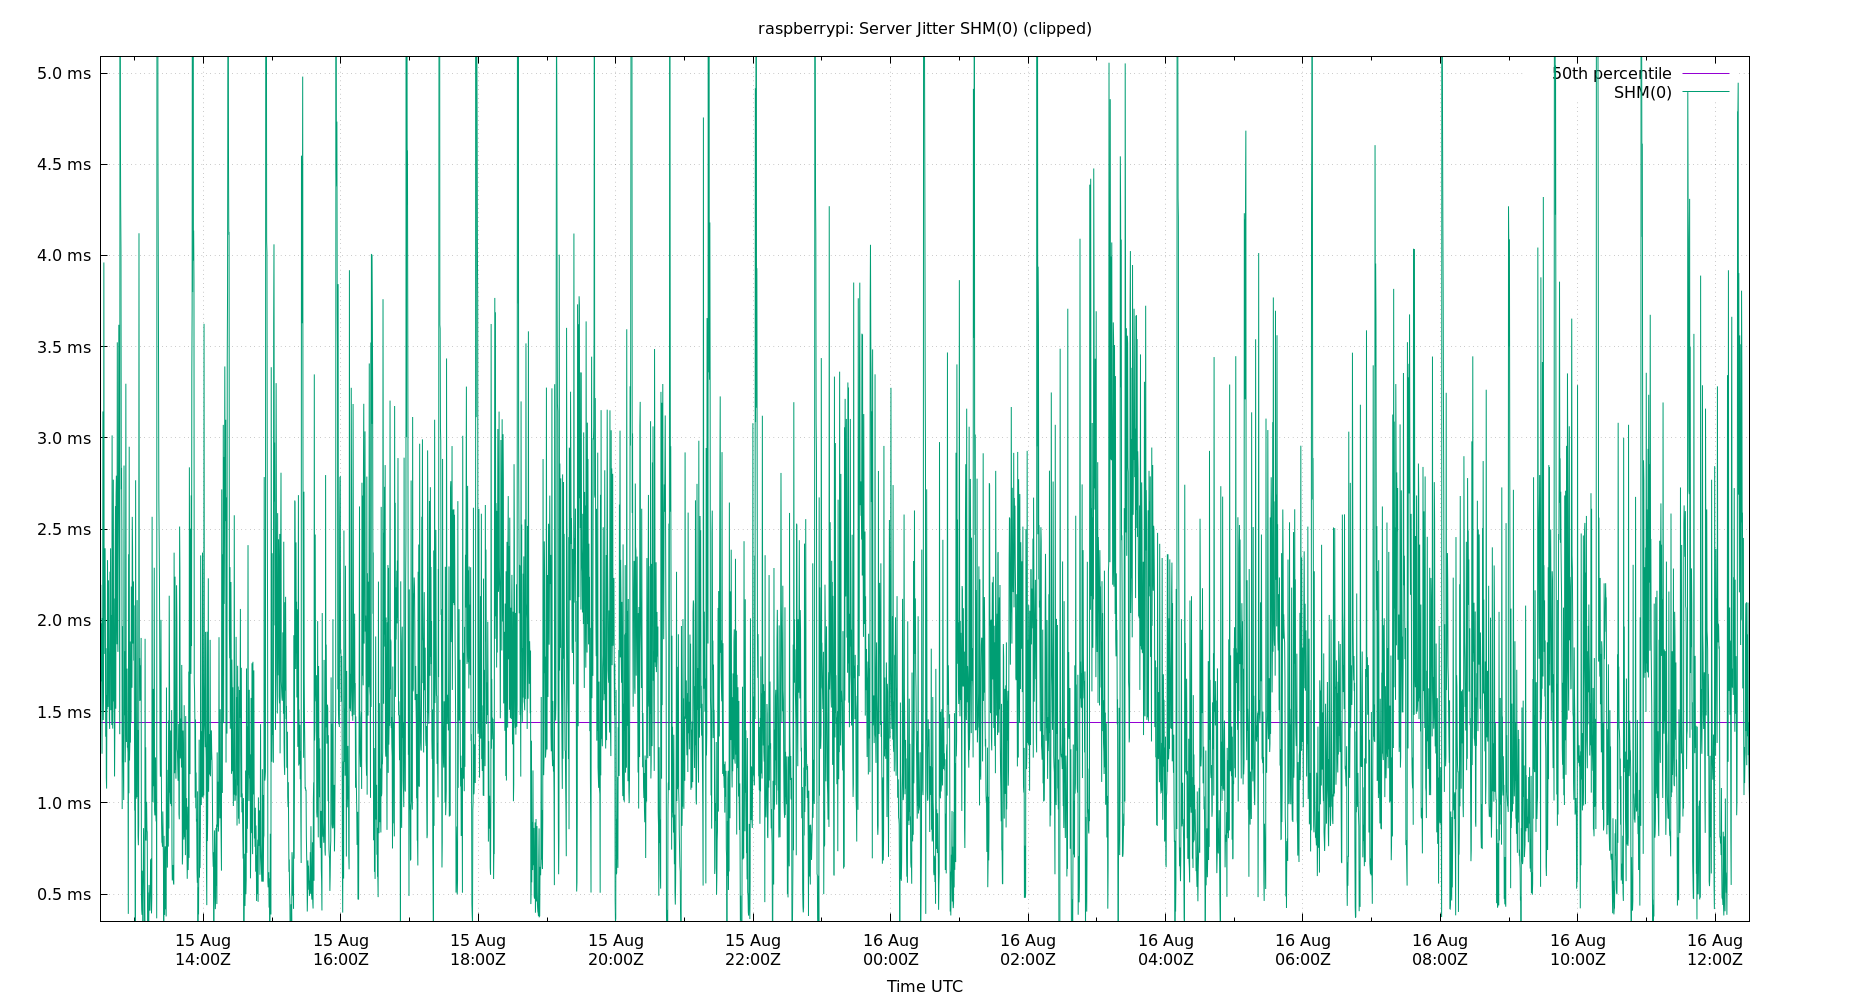 raspberrypi: Server Jitter SHM(0) (clipped)
5.0 ms
4.5 ms
4.0 ms
3.5 ms
3.0 ms
2.5 ms
2.0 ms
1.5 ms
1.0 ms
0.5 ms
50th percentile
SHM(0)
15 Aug 15 Aug 15 Aug 15 Aug 15 Aug 16 Aug 16 Aug 16 Aug 16 Aug 16 Aug 16 Aug 16 Aug
14:00Z 16:00Z 18:00Z 20:00Z 22:00Z 00:00Z 02:00Z 04:00Z 06:00Z 08:00Z 10:00Z 12:00Z
Time UTC